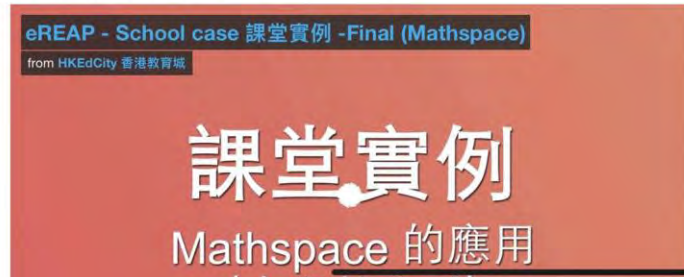 eREAP - School case 課堂實例 -Final (Mathspace)
from HKEdCity 香港教育城
課堂實例
Mathspace 的應用